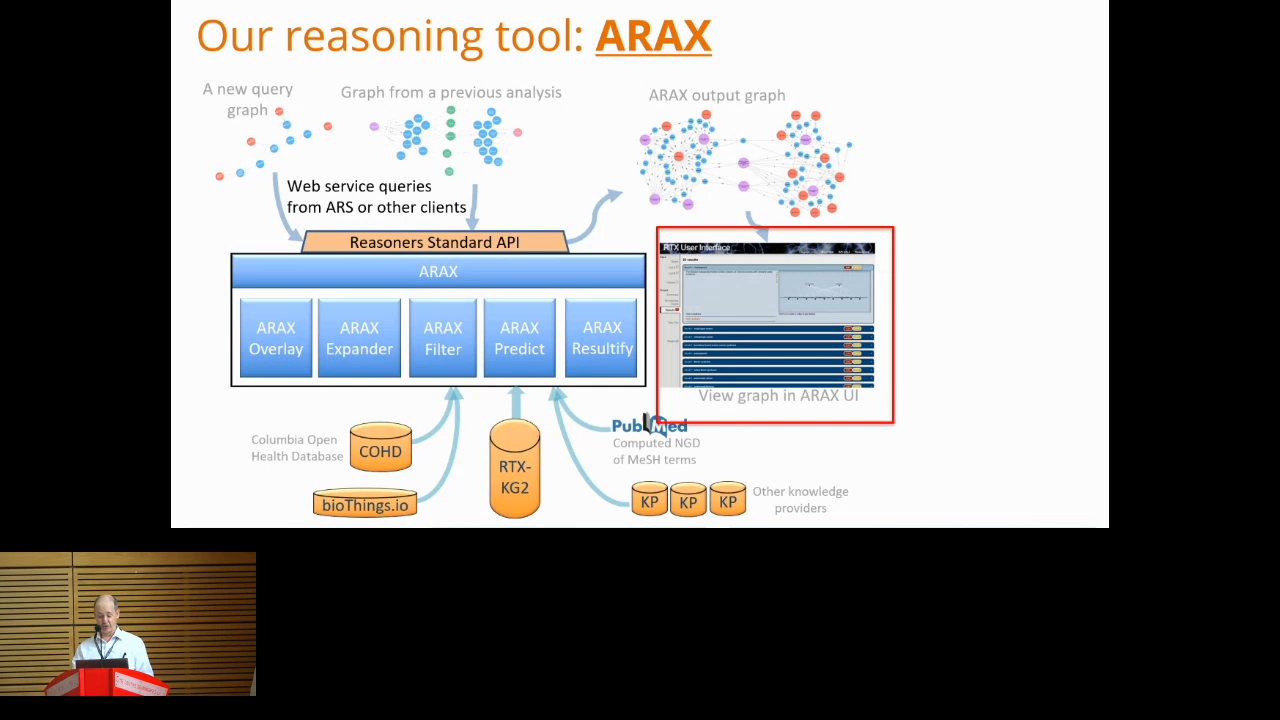 Our reasoning tool: ARAX
A new query
graph
Graph from a previous analysis
ARAX output graph
Web service queries
from ARS or other clients
Reasoners Standard API
ARAX
ARAX
Overlay
ARAX
Expander
ARAX
Filter
ARAX
Predict
ARAX
Resultify
RTX User Interface
View graph in ARAX UI
Columbia Open
Health Database
COHD
bioThings.io
RTX-
KG2
PubMed
Computed NGD
of MeSH terms
KP
KP
KP
Other knowledge
providers